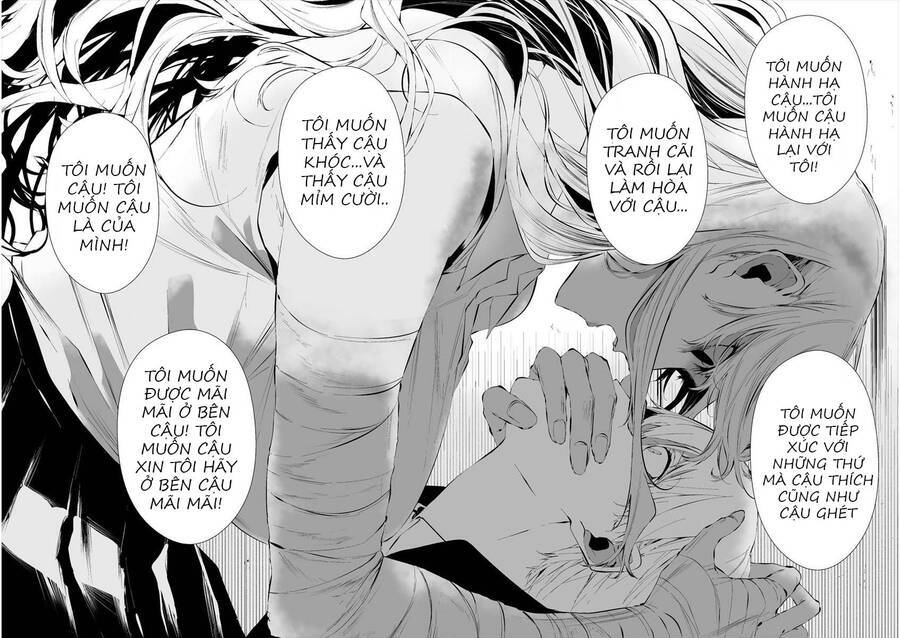 TÔI MUỐN
HÀNH HẠ
CẬU...TÔI
MUỐN CẬU
HÀNH HẠ
LẠI VỚI
TÔI!
TÔI MUỐN
TRANH CÃI
VÀ RỒI LẠI
LÀM HÒA
VỚI CẬU...
TÔI MUỐN
THẤY CẬU
KHÓC...VÀ
THẤY CẬU
MỈM CƯỜI..
TÔI MUỐN
CẬU! TÔI
MUỐN CẬU
LÀ CỦA
MÌNH!
TÔI MUỐN
ĐƯỢC TIẾP
XÚC VỚI
NHỮNG THỨ
MÀ CẬU THÍCH
CŨNG NHƯ
CẬU GHÉT
TÔI MUỐN
ĐƯỢC MÃI
MÃI Ở BÊN
CẬU! TÔI
MUỐN CẬU
XIN TÔI HÃY
Ở BÊN CẬU
MÃI MÃI!